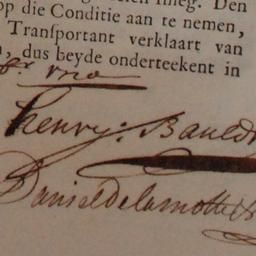 op die Conditie aan te nemen,
Transportant verklaart van
dus beyde onderteekent in
Henry: Bauld
Danieldelamotte